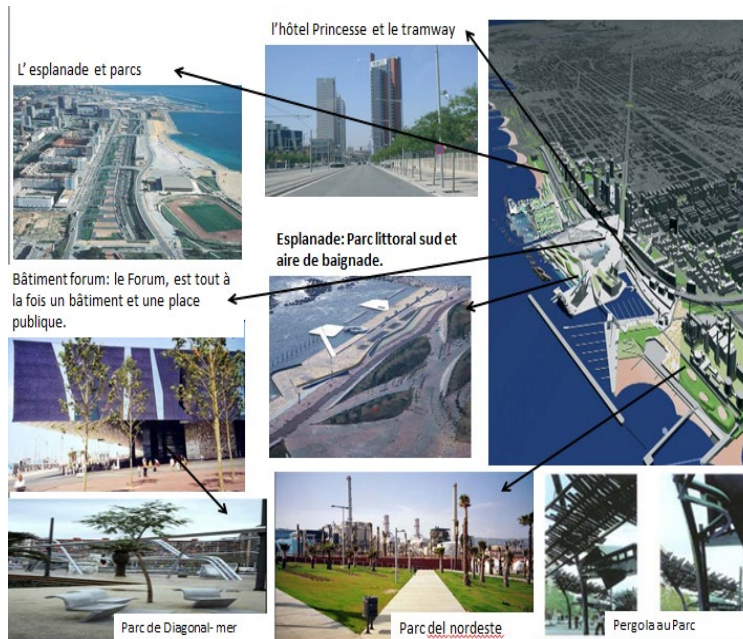 l'hôtel Princesse et le tramway
L' esplanade et parcs
Esplanade: Parc littoral sud et
aire de baignade.
Bâtiment forum: le Forum, est tout à
la fois un bâtiment et une place
publique.
Parc de Diagonal- mer
Parc del nordeste
Pergola au Parc